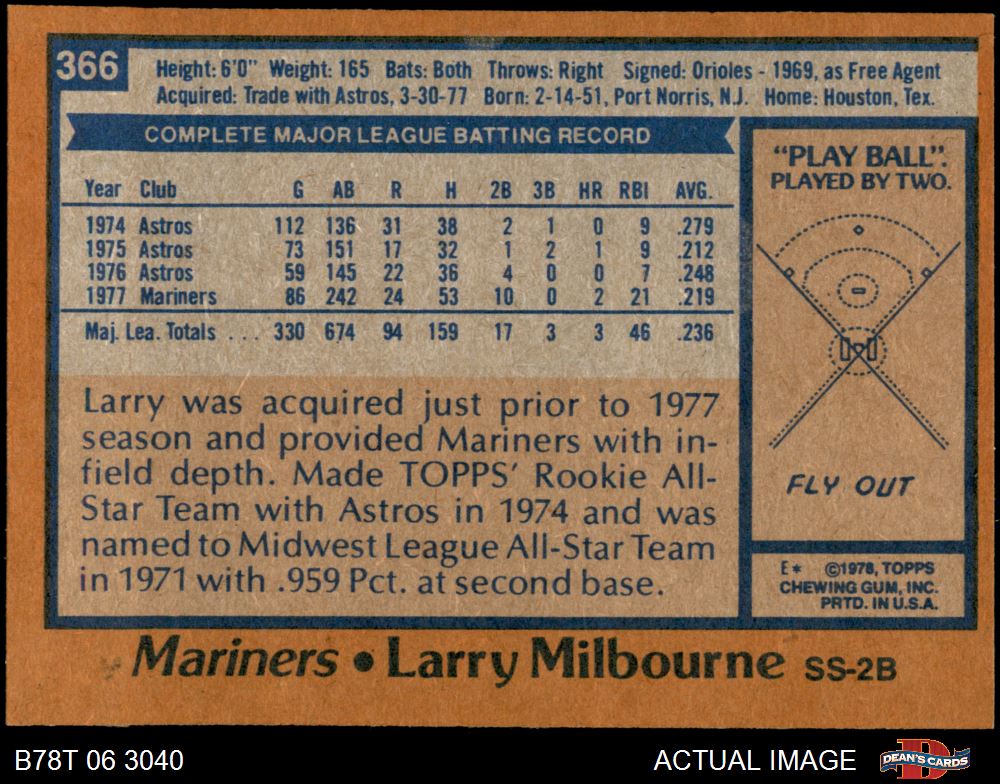 366
Height: 6'0" Weight: 165 Bats: Both Throws: Right Signed: Orioles - 1969, as Free Agent
Acquired: Trade with Astros, 3-30-77 Born: 2-14-51, Port Norris, N.J. Home: Houston, Tex.
COMPLETE MAJOR LEAGUE BATTING RECORD
Year Club G AB R H 2B 3B HR RBI AVG.
1974 Astros 112 136 31 38 2 1 0 9 .279
1975 Astros 73 151 17 32 1 2 1 9 .212
1976 Astros 59 145 22 36 4 0 0 7 .248
1977 Mariners 86 242 24 53 10 0 2 21 .219
Maj. Lea. Totals . . . 330 674 94 159 17 3 3 46 .236
Larry was acquired just prior to 1977
season and provided Mariners with in-
field depth. Made TOPPS' Rookie All-
Star Team with Astros in 1974 and was
named to Midwest League All-Star Team
in 1971 with .959 Pct. at second base.
"PLAY BALL".
PLAYED BY TWO.
FLY OUT
E* ©1978, TOPPS
CHEWING GUM, INC.
PRTD. IN U.S.A.
Mariners • Larry Milbourne SS-2B
B78T 06 3040
ACTUAL IMAGE
DEAN'S CARDS